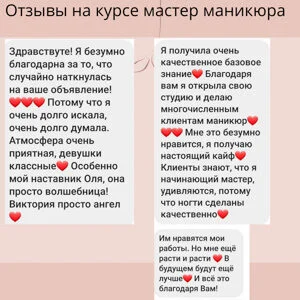 Отзывы на курсе мастер маникюра
Здравствуте! Я безумно
благодарна за то, что
случайно наткнулась
на ваше объявление!
❤❤❤ Потому что я
очень долго искала,
очень долго думала.
Атмосфера очень
приятная, девушки
классные❤ Особенно
мой наставник Оля, она
просто волшебница!
Виктория просто ангел
❤
Я получила очень
качественное базовое
знание❤ Благодаря
вам я открыла свою
студию и делаю
многочисленным
клиентам маникюр❤
❤❤ Мне это безумно
нравится, я получаю
настоящий кайф❤
Клиенты знают, что я
начинающий мастер,
удивляются, потому
что ногти сделаны
качественно❤
Им нравятся мои
работы. Но мне ещё
расти и расти ❤ В
будущем будут ещё
лучше❤ И всё это
благодаря Вам!